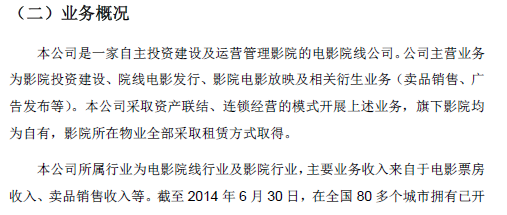 （二）业务概况
本公司是一家自主投资建设及运营管理影院的电影院线公司。公司主营业务
为影院投资建设、院线电影发行、影院电影放映及相关衍生业务（卖品销售、广
告发布等）。本公司采取资产联结、连锁经营的模式开展上述业务，旗下影院均
为自有，影院所在物业全部采取租赁方式取得。
本公司所属行业为电影院线行业及影院行业，主要业务收入来自于电影票房
收入、卖品销售收入等。截至 2014 年 6 月 30 日，在全国 80 多个城市拥有已开